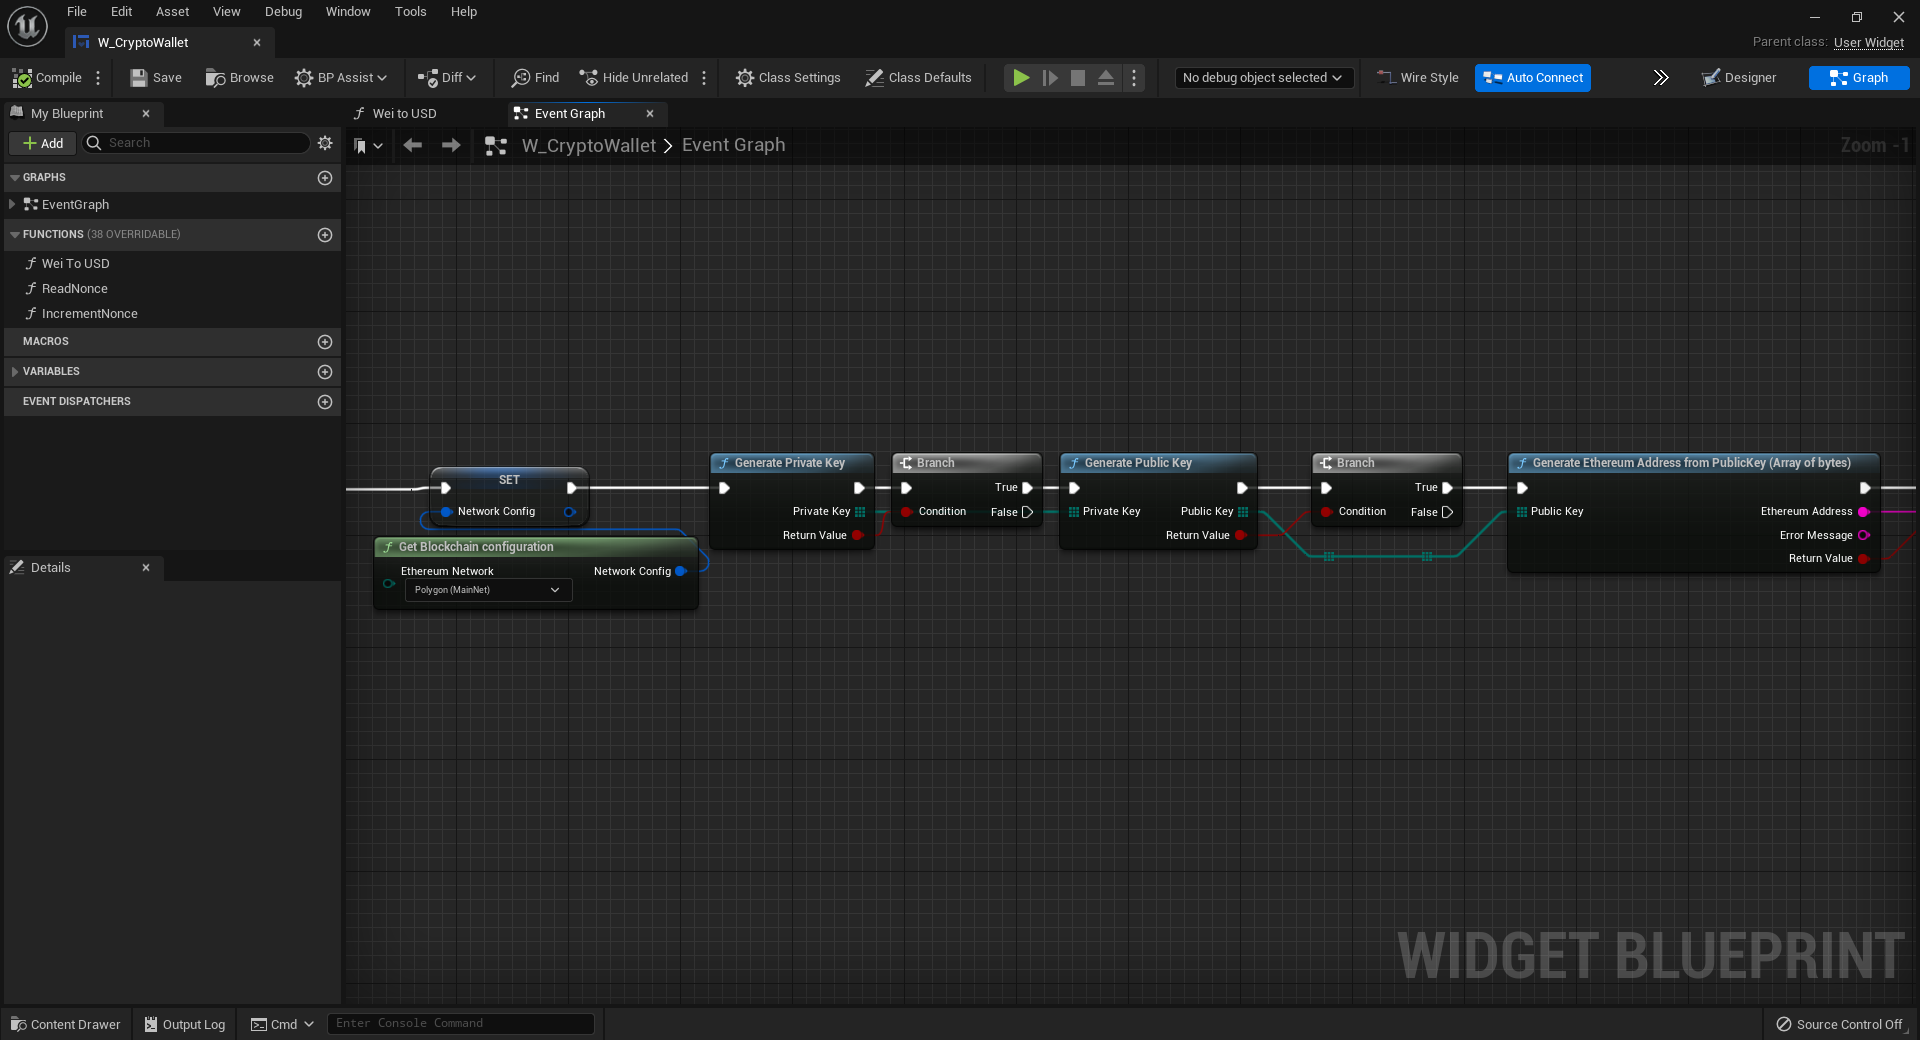 File Edit Asset View Debug Window Tools Help
W_CryptoWallet
Parent class: User Widget
Compile Save Browse BP Assist Diff Find Hide Unrelated Class Settings Class Defaults No debug object selected Wire Style Auto Connect Designer Graph
My Blueprint
Wei to USD
Event Graph
Add Search
W_CryptoWallet > Event Graph
Zoom -1
GRAPHS
EventGraph
FUNCTIONS (38 OVERRIDABLE)
Wei To USD
ReadNonce
IncrementNonce
MACROS
VARIABLES
EVENT DISPATCHERS
Details
SET
Network Config
Get Blockchain configuration
Ethereum Network
Network Config
Polygon (MainNet)
Generate Private Key
Private Key
Return Value
Branch
True
Condition False
Generate Public Key
Private Key Public Key
Return Value
Branch
True
Condition False
Generate Ethereum Address from PublicKey (Array of bytes)
Public Key Ethereum Address
Error Message
Return Value
WIDGET BLUEPRINT
Content Drawer Output Log Cmd Enter Console Command Source Control Off